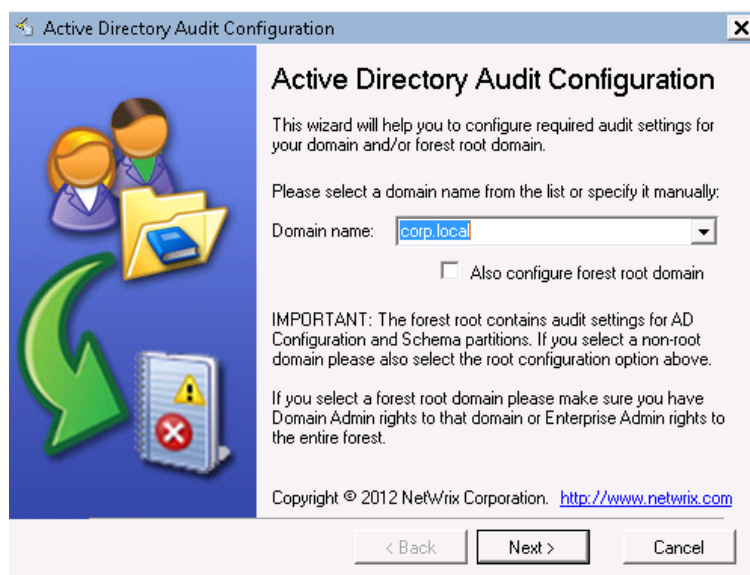 Active Directory Audit Configuration
Active Directory Audit Configuration
This wizard will help you to configure required audit settings for
your domain and/or forest root domain.
Please select a domain name from the list or specify it manually:
Domain name: corp.local
Also configure forest root domain
IMPORTANT: The forest root contains audit settings for AD
Configuration and Schema partitions. If you select a non-root
domain please also select the root configuration option above.
If you select a forest root domain please make sure you have
Domain Admin rights to that domain or Enterprise Admin rights to
the entire forest.
Copyright © 2012 NetWrix Corporation. http://www.netwrix.com
< Back Next > Cancel